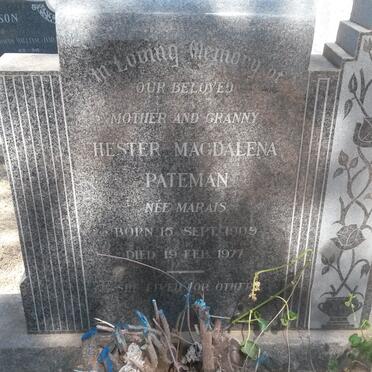 In Loving Memory of
OUR BELOVED
MOTHER AND GRANNY
HESTER MAGDALENA
PATEMAN
NÉE MARAIS
BORN 15 SEPT. 1909
DIED 19 FEB. 1977
SHE LIVED FOR OTHERS
SON